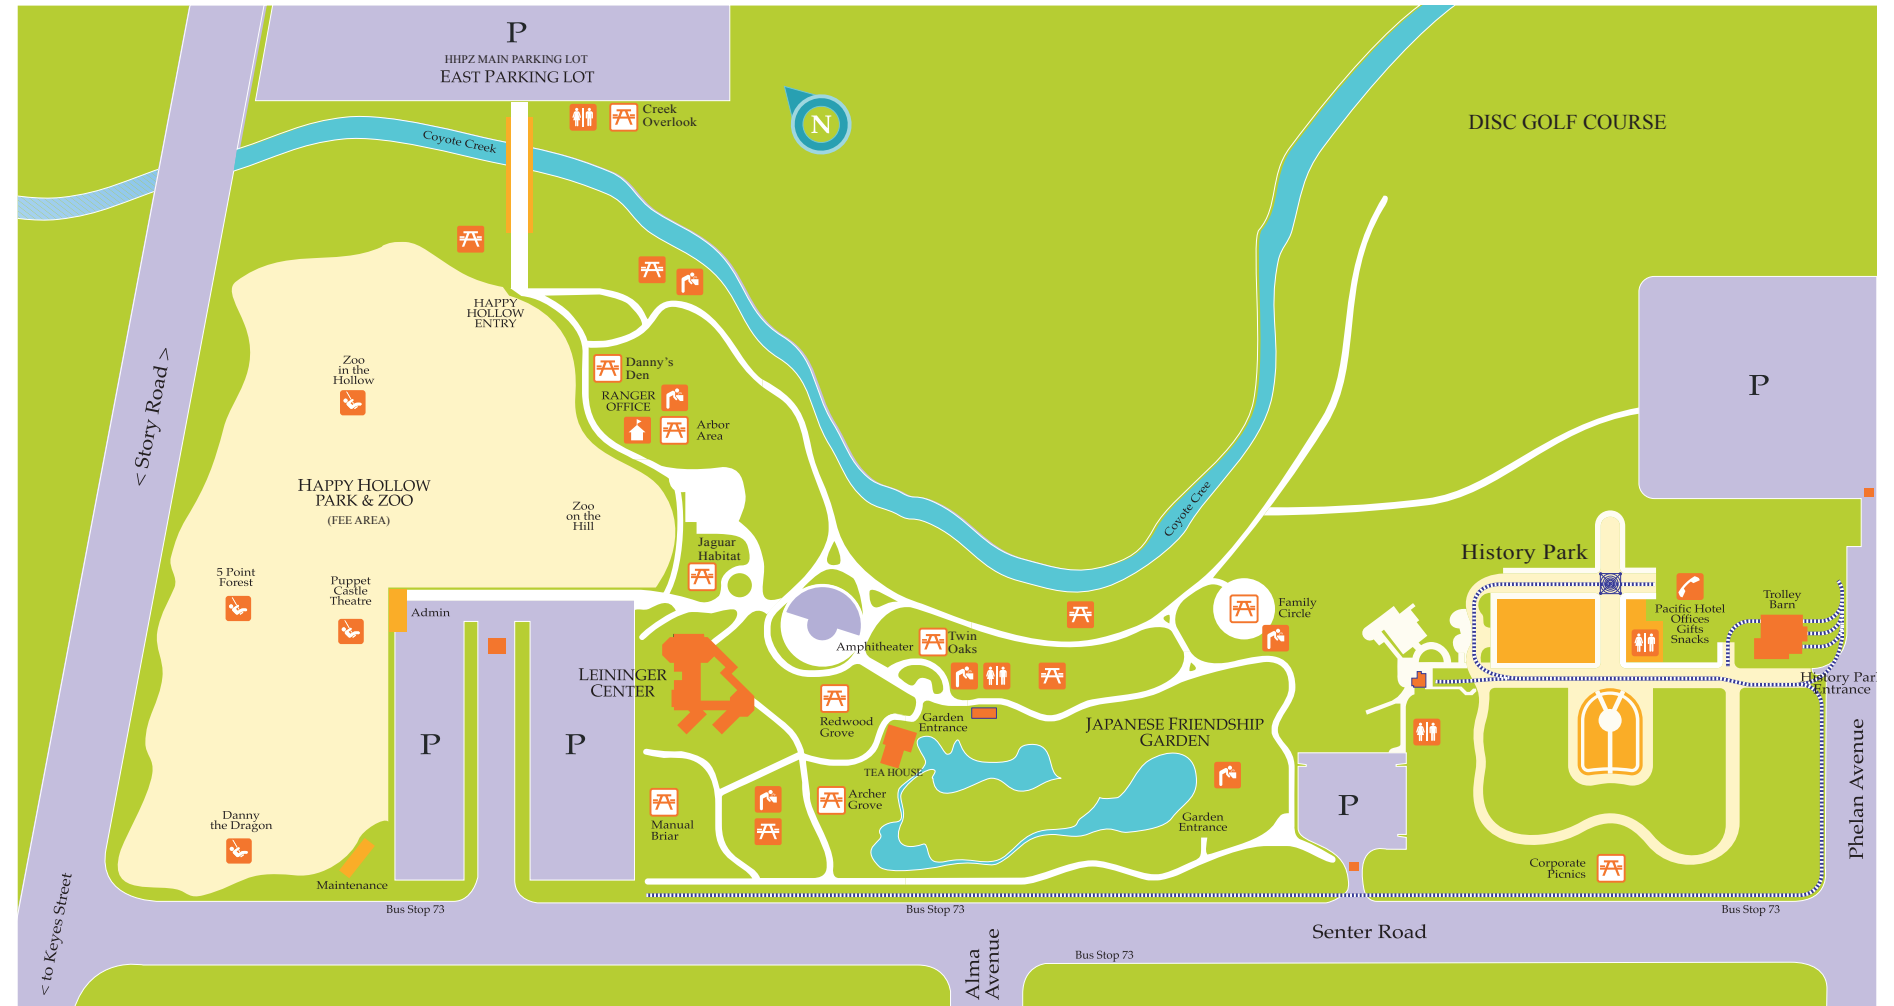 P
HHPZ MAIN PARKING LOT
EAST PARKING LOT
Creek
Overlook
N
DISC GOLF COURSE
Coyote Creek
HAPPY
HOLLOW
ENTRY
< Story Road >
Zoo
in the
Hollow
Danny's
Den
RANGER
OFFICE
Arbor
Area
P
HAPPY HOLLOW
PARK & ZOO
(FEE AREA)
Zoo
on the
Hill
Coyote Cree
Jaguar
Habitat
History Park
5 Point
Forest
Puppet
Castle
Theatre
Admin
Family
Circle
Pacific Hotel
Offices
Gifts
Snacks
Trolley
Barn
Amphitheater
Twin
Oaks
LEININGER
CENTER
History Par
Entrance
Redwood
Grove
Garden
Entrance
JAPANESE FRIENDSHIP
GARDEN
P
P
TEA HOUSE
Archer
Grove
Manual
Briar
Garden
Entrance
P
Phelan Avenue
Danny
the Dragon
Maintenance
Corporate
Picnics
< to Keyes Street
Bus Stop 73
Bus Stop 73
Bus Stop 73
Senter Road
Alma
Avenue
Bus Stop 73